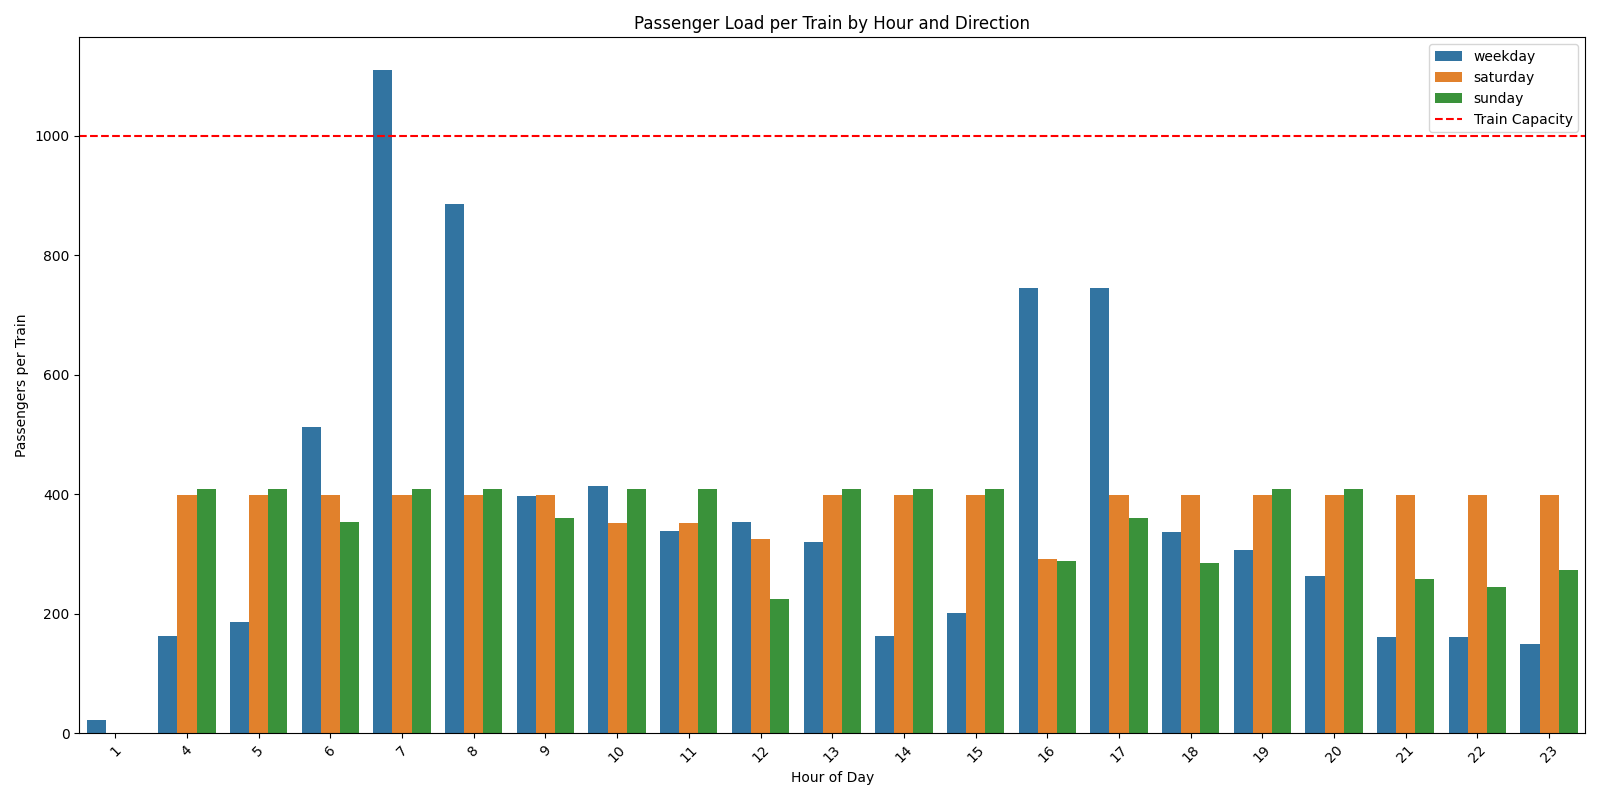 Passenger Load per Train by Hour and Direction
weekday
saturday
sunday
Train Capacity
Passengers per Train
1000
800
600
400
200
0
1 4 5 6 7 8 9 10 11 12 13 14 15 16 17 18 19 20 21 22 23
Hour of Day